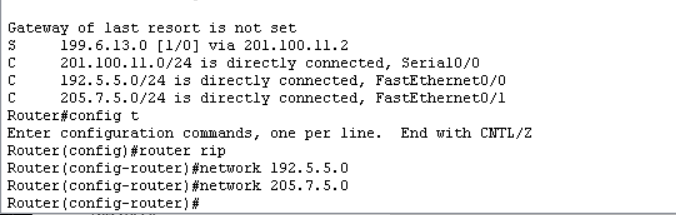 Gateway of last resort is not set
S     199.6.13.0 [1/0] via 201.100.11.2
C     201.100.11.0/24 is directly connected, Serial0/0
C     192.5.5.0/24 is directly connected, FastEthernet0/0
C     205.7.5.0/24 is directly connected, FastEthernet0/1
Router#config t
Enter configuration commands, one per line.  End with CNTL/Z
Router(config)#router rip
Router(config-router)#network 192.5.5.0
Router(config-router)#network 205.7.5.0
Router(config-router)#